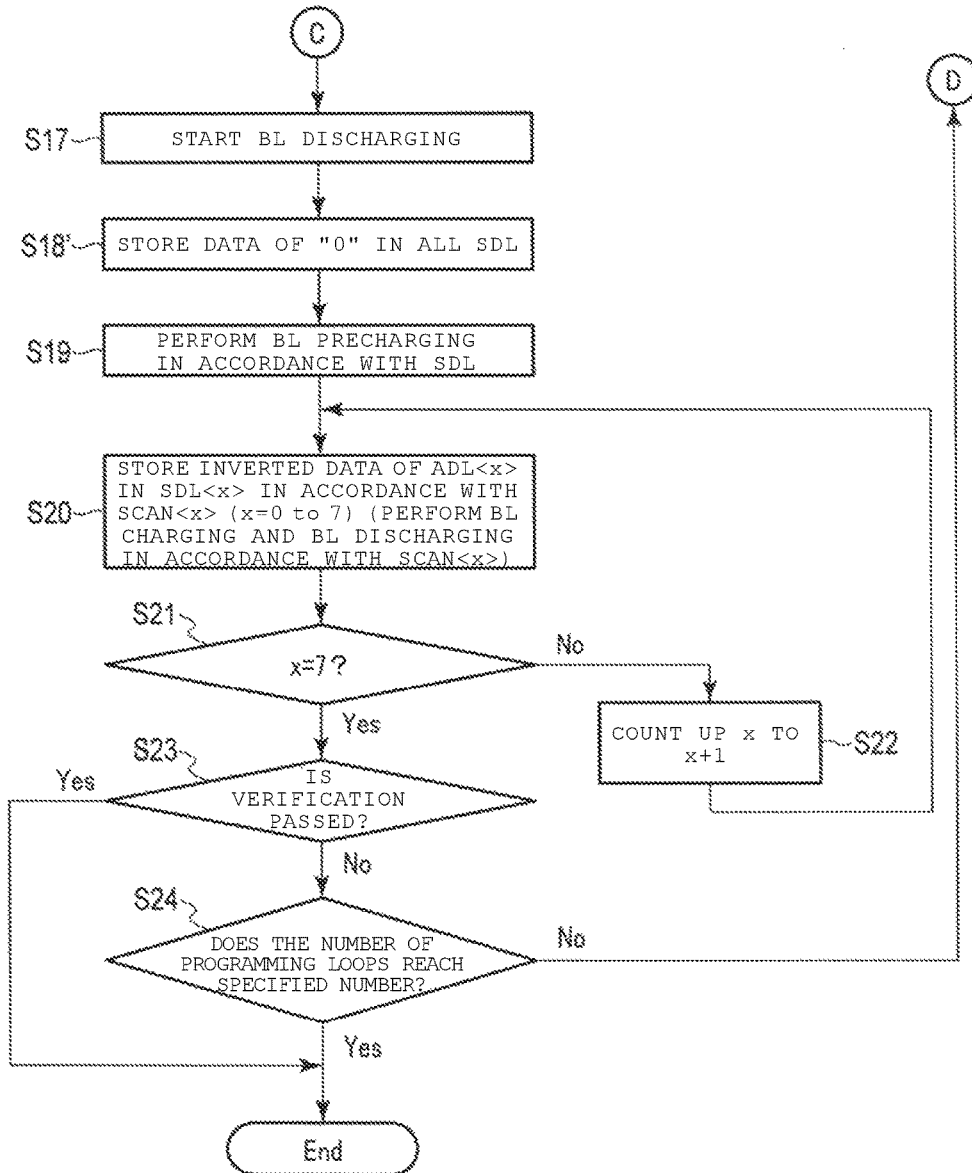 C
D
S17
START BL DISCHARGING
S18'
STORE DATA OF "0" IN ALL SDL
S19
PERFORM BL PRECHARGING
IN ACCORDANCE WITH SDL
S20
STORE INVERTED DATA OF ADL<x>
IN SDL<x> IN ACCORDANCE WITH
SCAN<x> (x=0 to 7) (PERFORM BL
CHARGING AND BL DISCHARGING
IN ACCORDANCE WITH SCAN<x>)
S21
x=7?
No
Yes
COUNT UP x TO
x+1
S22
S23
Yes
IS
VERIFICATION
PASSED?
No
S24
DOES THE NUMBER OF
PROGRAMMING LOOPS REACH
SPECIFIED NUMBER?
No
Yes
End